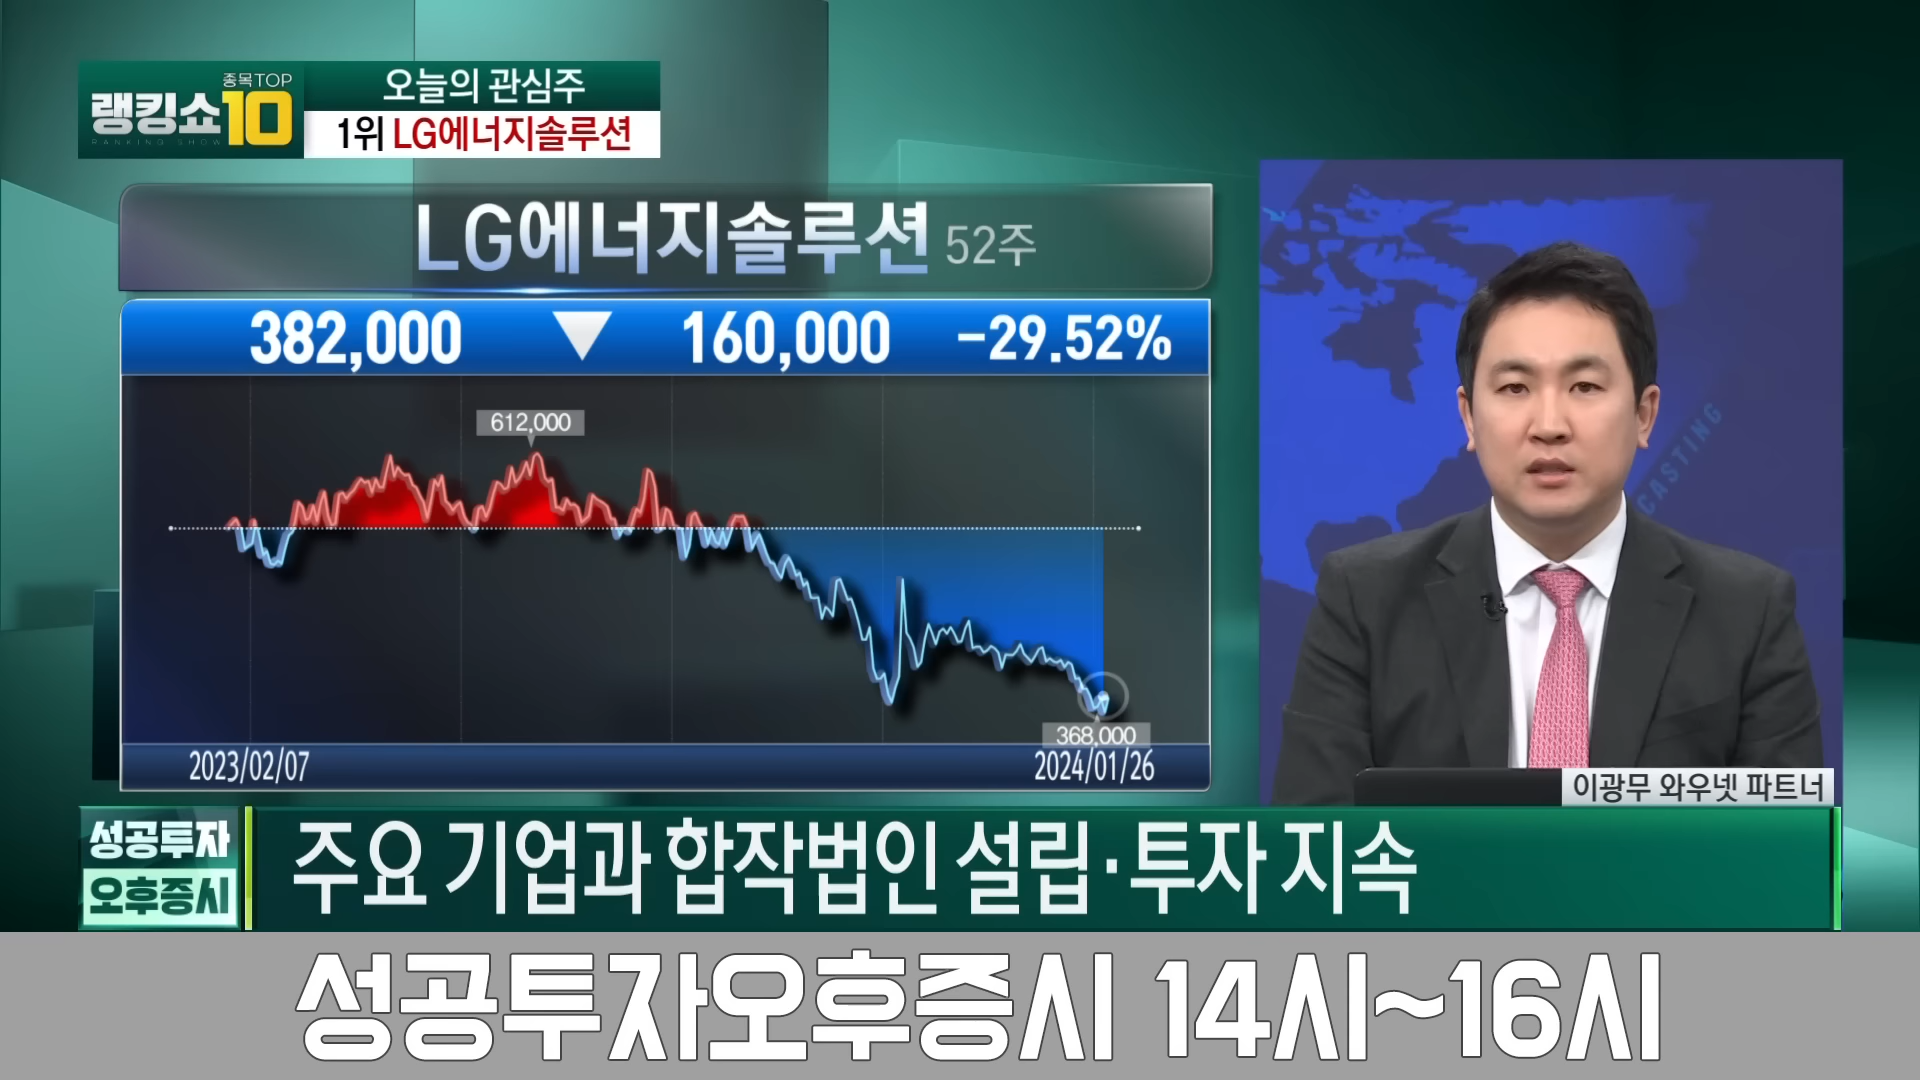 종목TOP
랭킹쇼10
RANKING SHOW
오늘의 관심주
1위 LG에너지솔루션
LG에너지솔루션 52주
382,000 ▼ 160,000 -29.52%
612,000
368,000
2023/02/07 2024/01/26
CASTING
이광무 와우넷 파트너
성공투자
오후증시
주요 기업과 합작법인 설립·투자 지속
성공투자오후증시 14시~16시